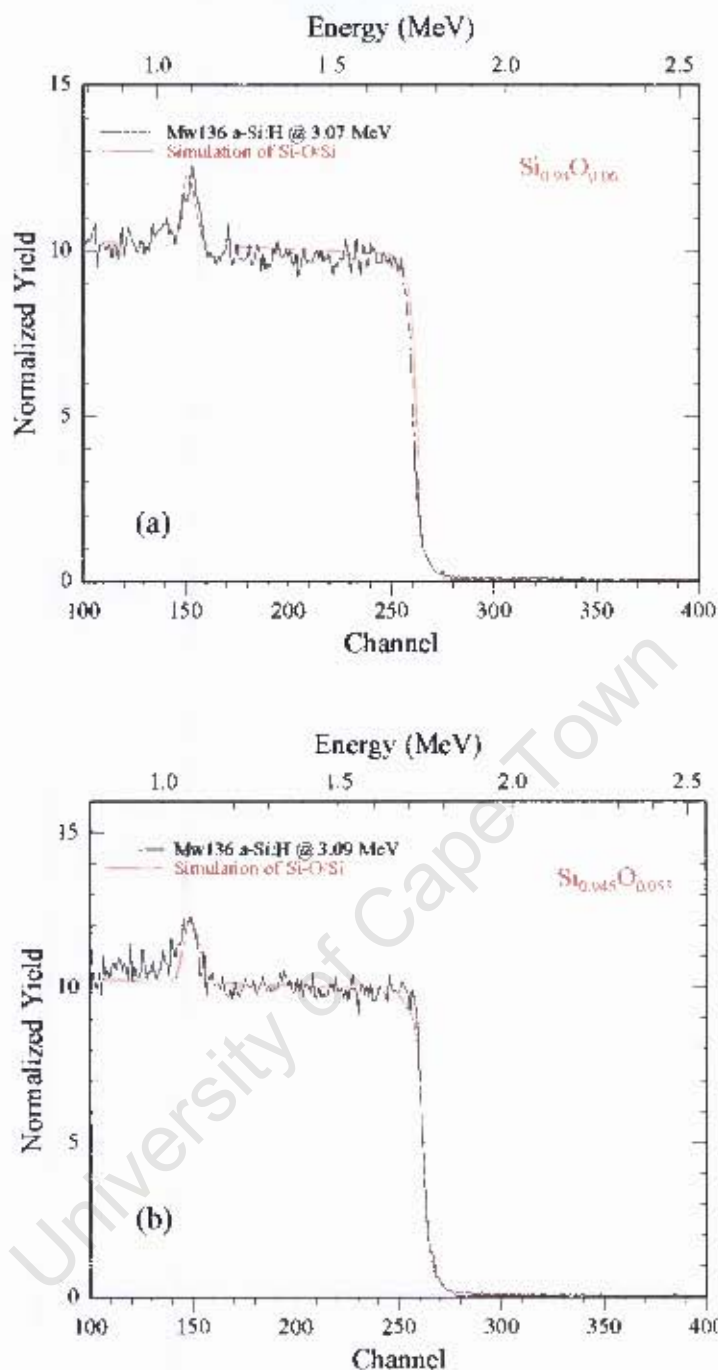 Energy (MeV)
1.0 1.5 2.0 2.5
15
Mw136 a-Si:H @ 3.07 MeV
Simulation of Si-O/Si
Si0.94O0.06
10
Normalized Yield
5
(a)
0
100 150 200 250 300 350 400
Channel
Energy (MeV)
1.0 1.5 2.0 2.5
15
Mw136 a-Si:H @ 3.09 MeV
Simulation of Si-O/Si
10
Normalized Yield
5
(b)
0
100 150 200 250 300 350 400
Channel
University of Cape Town